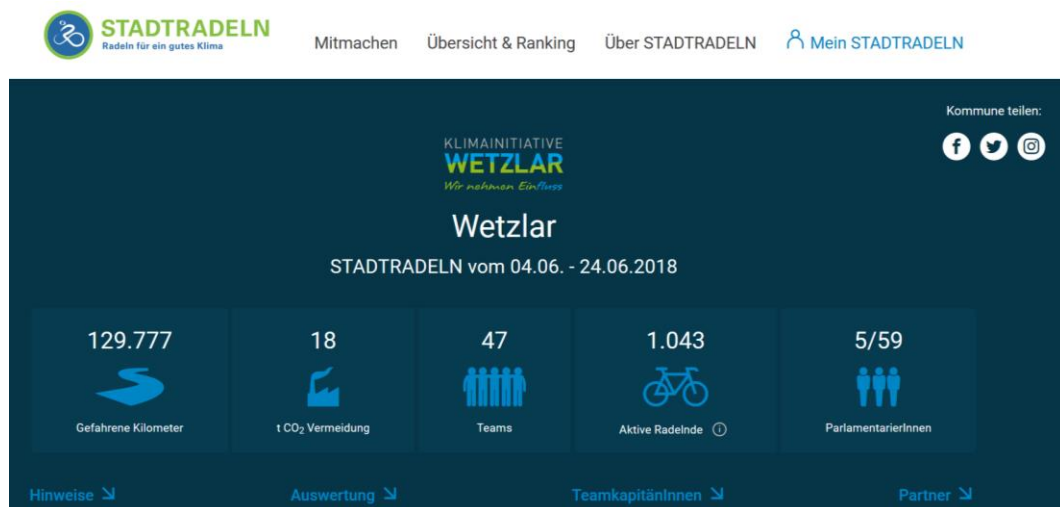 STADTRADELN
Radeln für ein gutes Klima
Mitmachen Übersicht & Ranking Über STADTRADELN Mein STADTRADELN
Kommune teilen:
KLIMAINITIATIVE
WETZLAR
Wir nehmen Einfluss
Wetzlar
STADTRADELN vom 04.06. - 24.06.2018
129.777 18 47 1.043 5/59
Gefahrene Kilometer t CO₂ Vermeidung Teams Aktive Radelnde ParlamentarierInnen
Hinweise Auswertung TeamkapitänInnen Partner